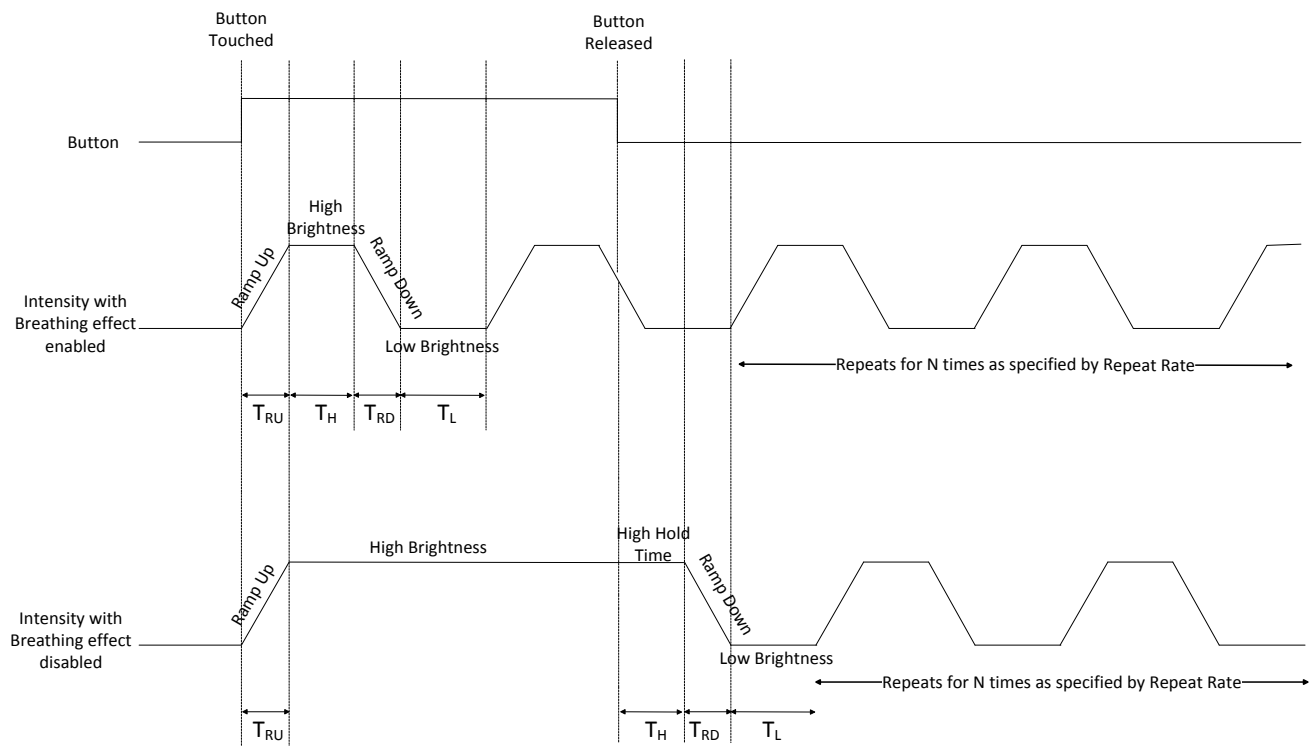 Button
Touched
Button
Released
Button
High
Brightness
Ramp Up
Ramp Down
Intensity with
Breathing effect
enabled
Low Brightness
Repeats for N times as specified by Repeat Rate
TRU
TH
TRD
TL
High Brightness
High Hold
Time
Ramp Up
Ramp Down
Intensity with
Breathing effect
disabled
Low Brightness
Repeats for N times as specified by Repeat Rate
TRU
TH
TRD
TL